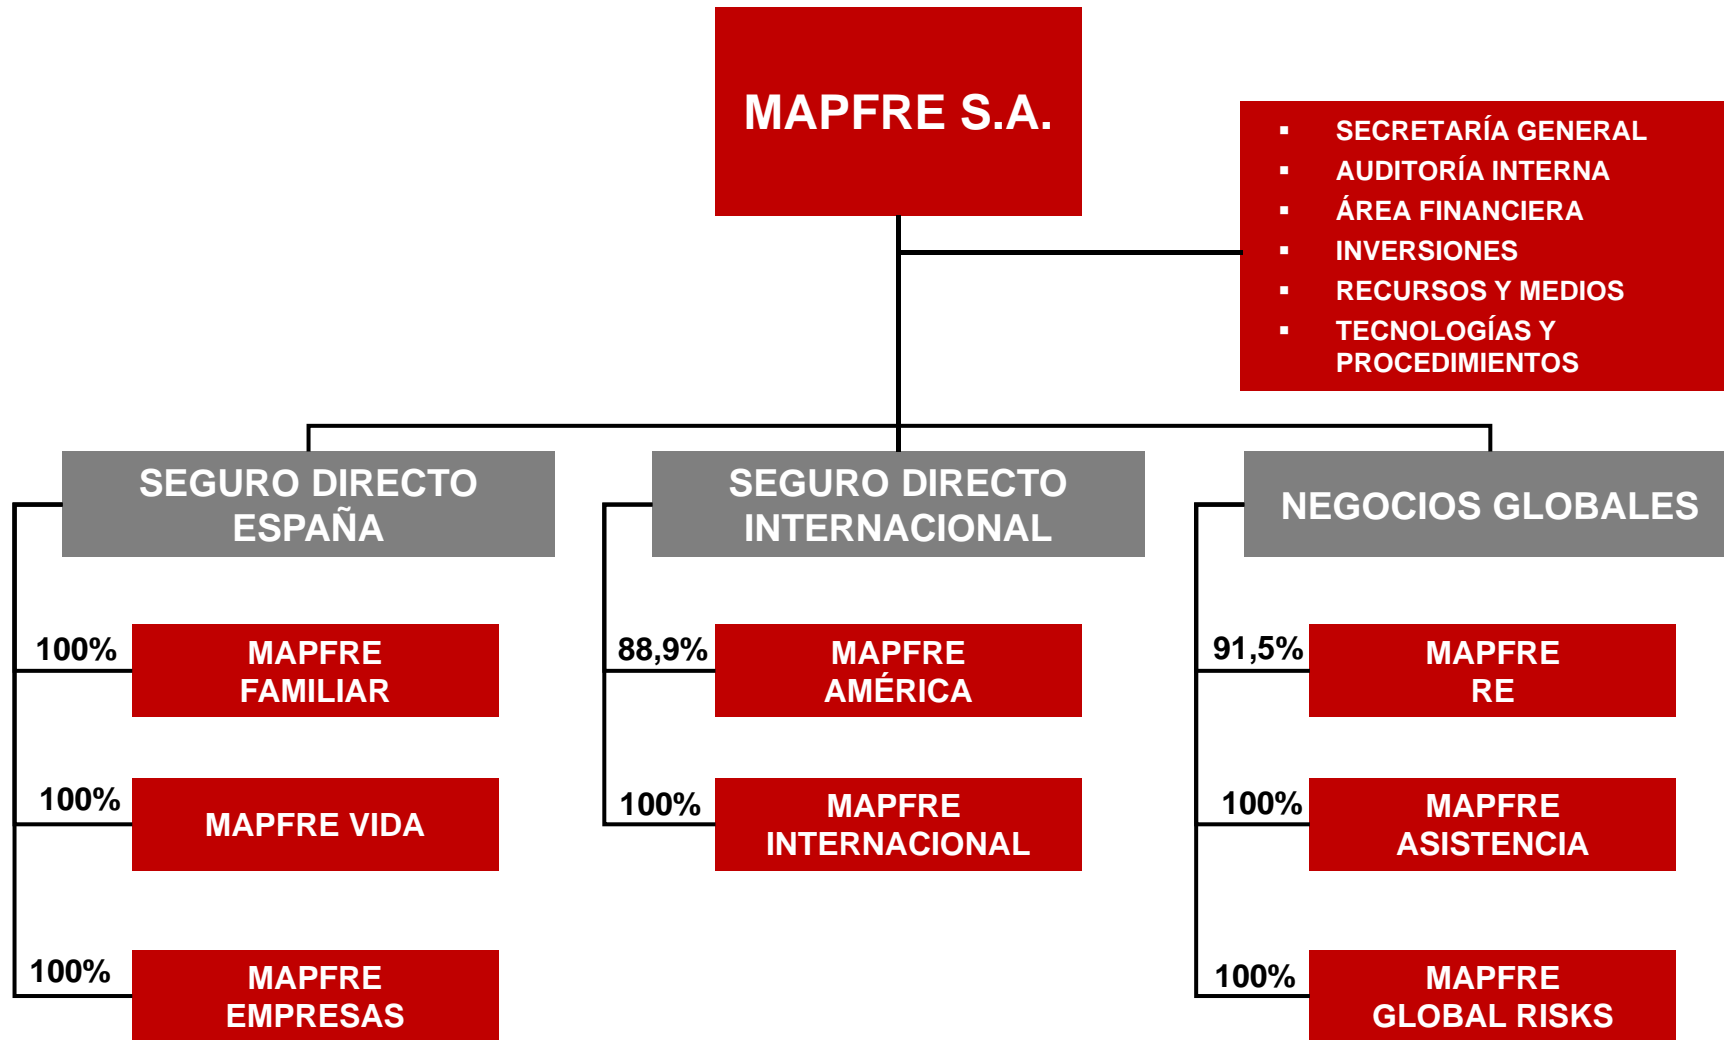 MAPFRE S.A.
▪ SECRETARÍA GENERAL
▪ AUDITORÍA INTERNA
▪ ÁREA FINANCIERA
▪ INVERSIONES
▪ RECURSOS Y MEDIOS
▪ TECNOLOGÍAS Y
PROCEDIMIENTOS
SEGURO DIRECTO
ESPAÑA
100%
MAPFRE
FAMILIAR
100%
MAPFRE VIDA
100%
MAPFRE
EMPRESAS
SEGURO DIRECTO
INTERNACIONAL
88,9%
MAPFRE
AMÉRICA
100%
MAPFRE
INTERNACIONAL
NEGOCIOS GLOBALES
91,5%
MAPFRE
RE
100%
MAPFRE
ASISTENCIA
100%
MAPFRE
GLOBAL RISKS